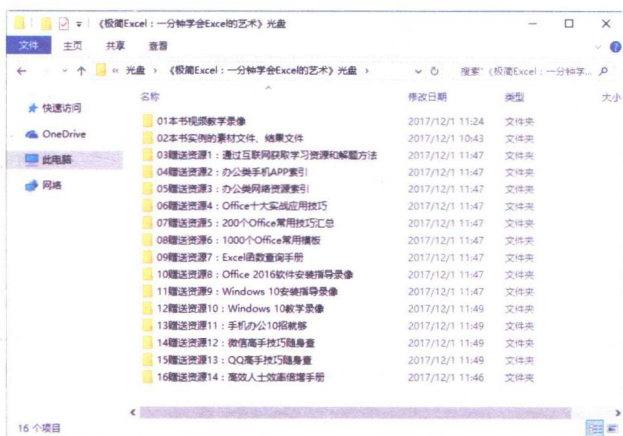 《极简Excel：一分钟学会Excel的艺术》光盘
文件 主页 共享 查看
« 光盘 › 《极简Excel：一分钟学会Excel的艺术》光盘 › 搜索"《极简Excel：一分钟学...
名称 修改日期 类型 大小
快速访问
OneDrive
此电脑
网络
01本书视频教学录像 2017/12/1 11:24 文件夹
02本书实例的素材文件、结果文件 2017/12/1 10:43 文件夹
03赠送资源1：通过互联网获取学习资源和解题方法 2017/12/1 11:47 文件夹
04赠送资源2：办公类手机APP索引 2017/12/1 11:47 文件夹
05赠送资源3：办公类网络资源索引 2017/12/1 11:47 文件夹
06赠送资源4：Office十大实战应用技巧 2017/12/1 11:47 文件夹
07赠送资源5：200个Office常用技巧汇总 2017/12/1 11:47 文件夹
08赠送资源6：1000个Office常用模板 2017/12/1 11:47 文件夹
09赠送资源7：Excel函数查询手册 2017/12/1 11:47 文件夹
10赠送资源8：Office 2016软件安装指导录像 2017/12/1 11:47 文件夹
11赠送资源9：Windows 10安装指导录像 2017/12/1 11:47 文件夹
12赠送资源10：Windows 10教学录像 2017/12/1 11:49 文件夹
13赠送资源11：手机办公10招就够 2017/12/1 11:49 文件夹
14赠送资源12：微信高手技巧随身查 2017/12/1 11:49 文件夹
15赠送资源13：QQ高手技巧随身查 2017/12/1 11:49 文件夹
16赠送资源14：高效人士效率倍增手册 2017/12/1 11:46 文件夹
16 个项目